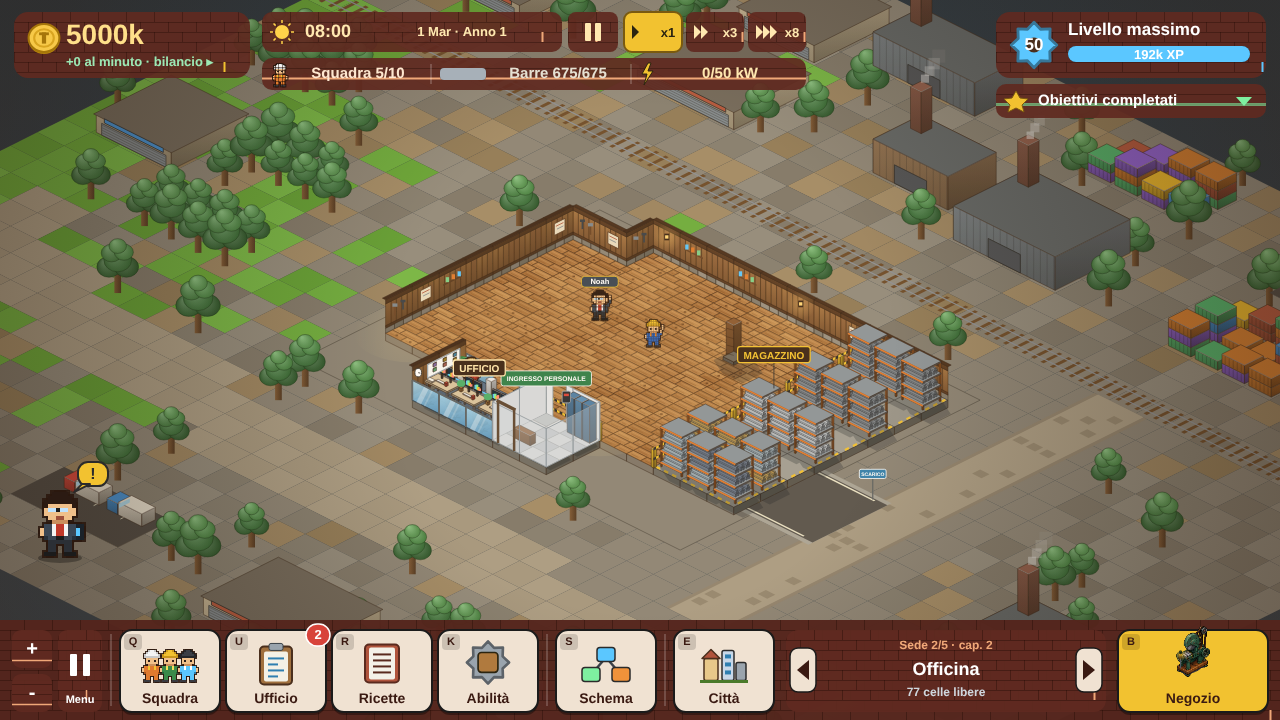 5000k
+0 al minuto · bilancio ▸
08:00
1 Mar · Anno 1
x1
x3
x8
Squadra 5/10
Barre 675/675
0/50 kW
50
Livello massimo
192k XP
Obiettivi completati
Noah
MAGAZZINO
UFFICIO
INGRESSO PERSONALE
SCARICO
!
+
-
Menu
Q
Squadra
U
2
Ufficio
R
Ricette
K
Abilità
S
Schema
E
Città
Sede 2/5 · cap. 2
Officina
77 celle libere
B
Negozio